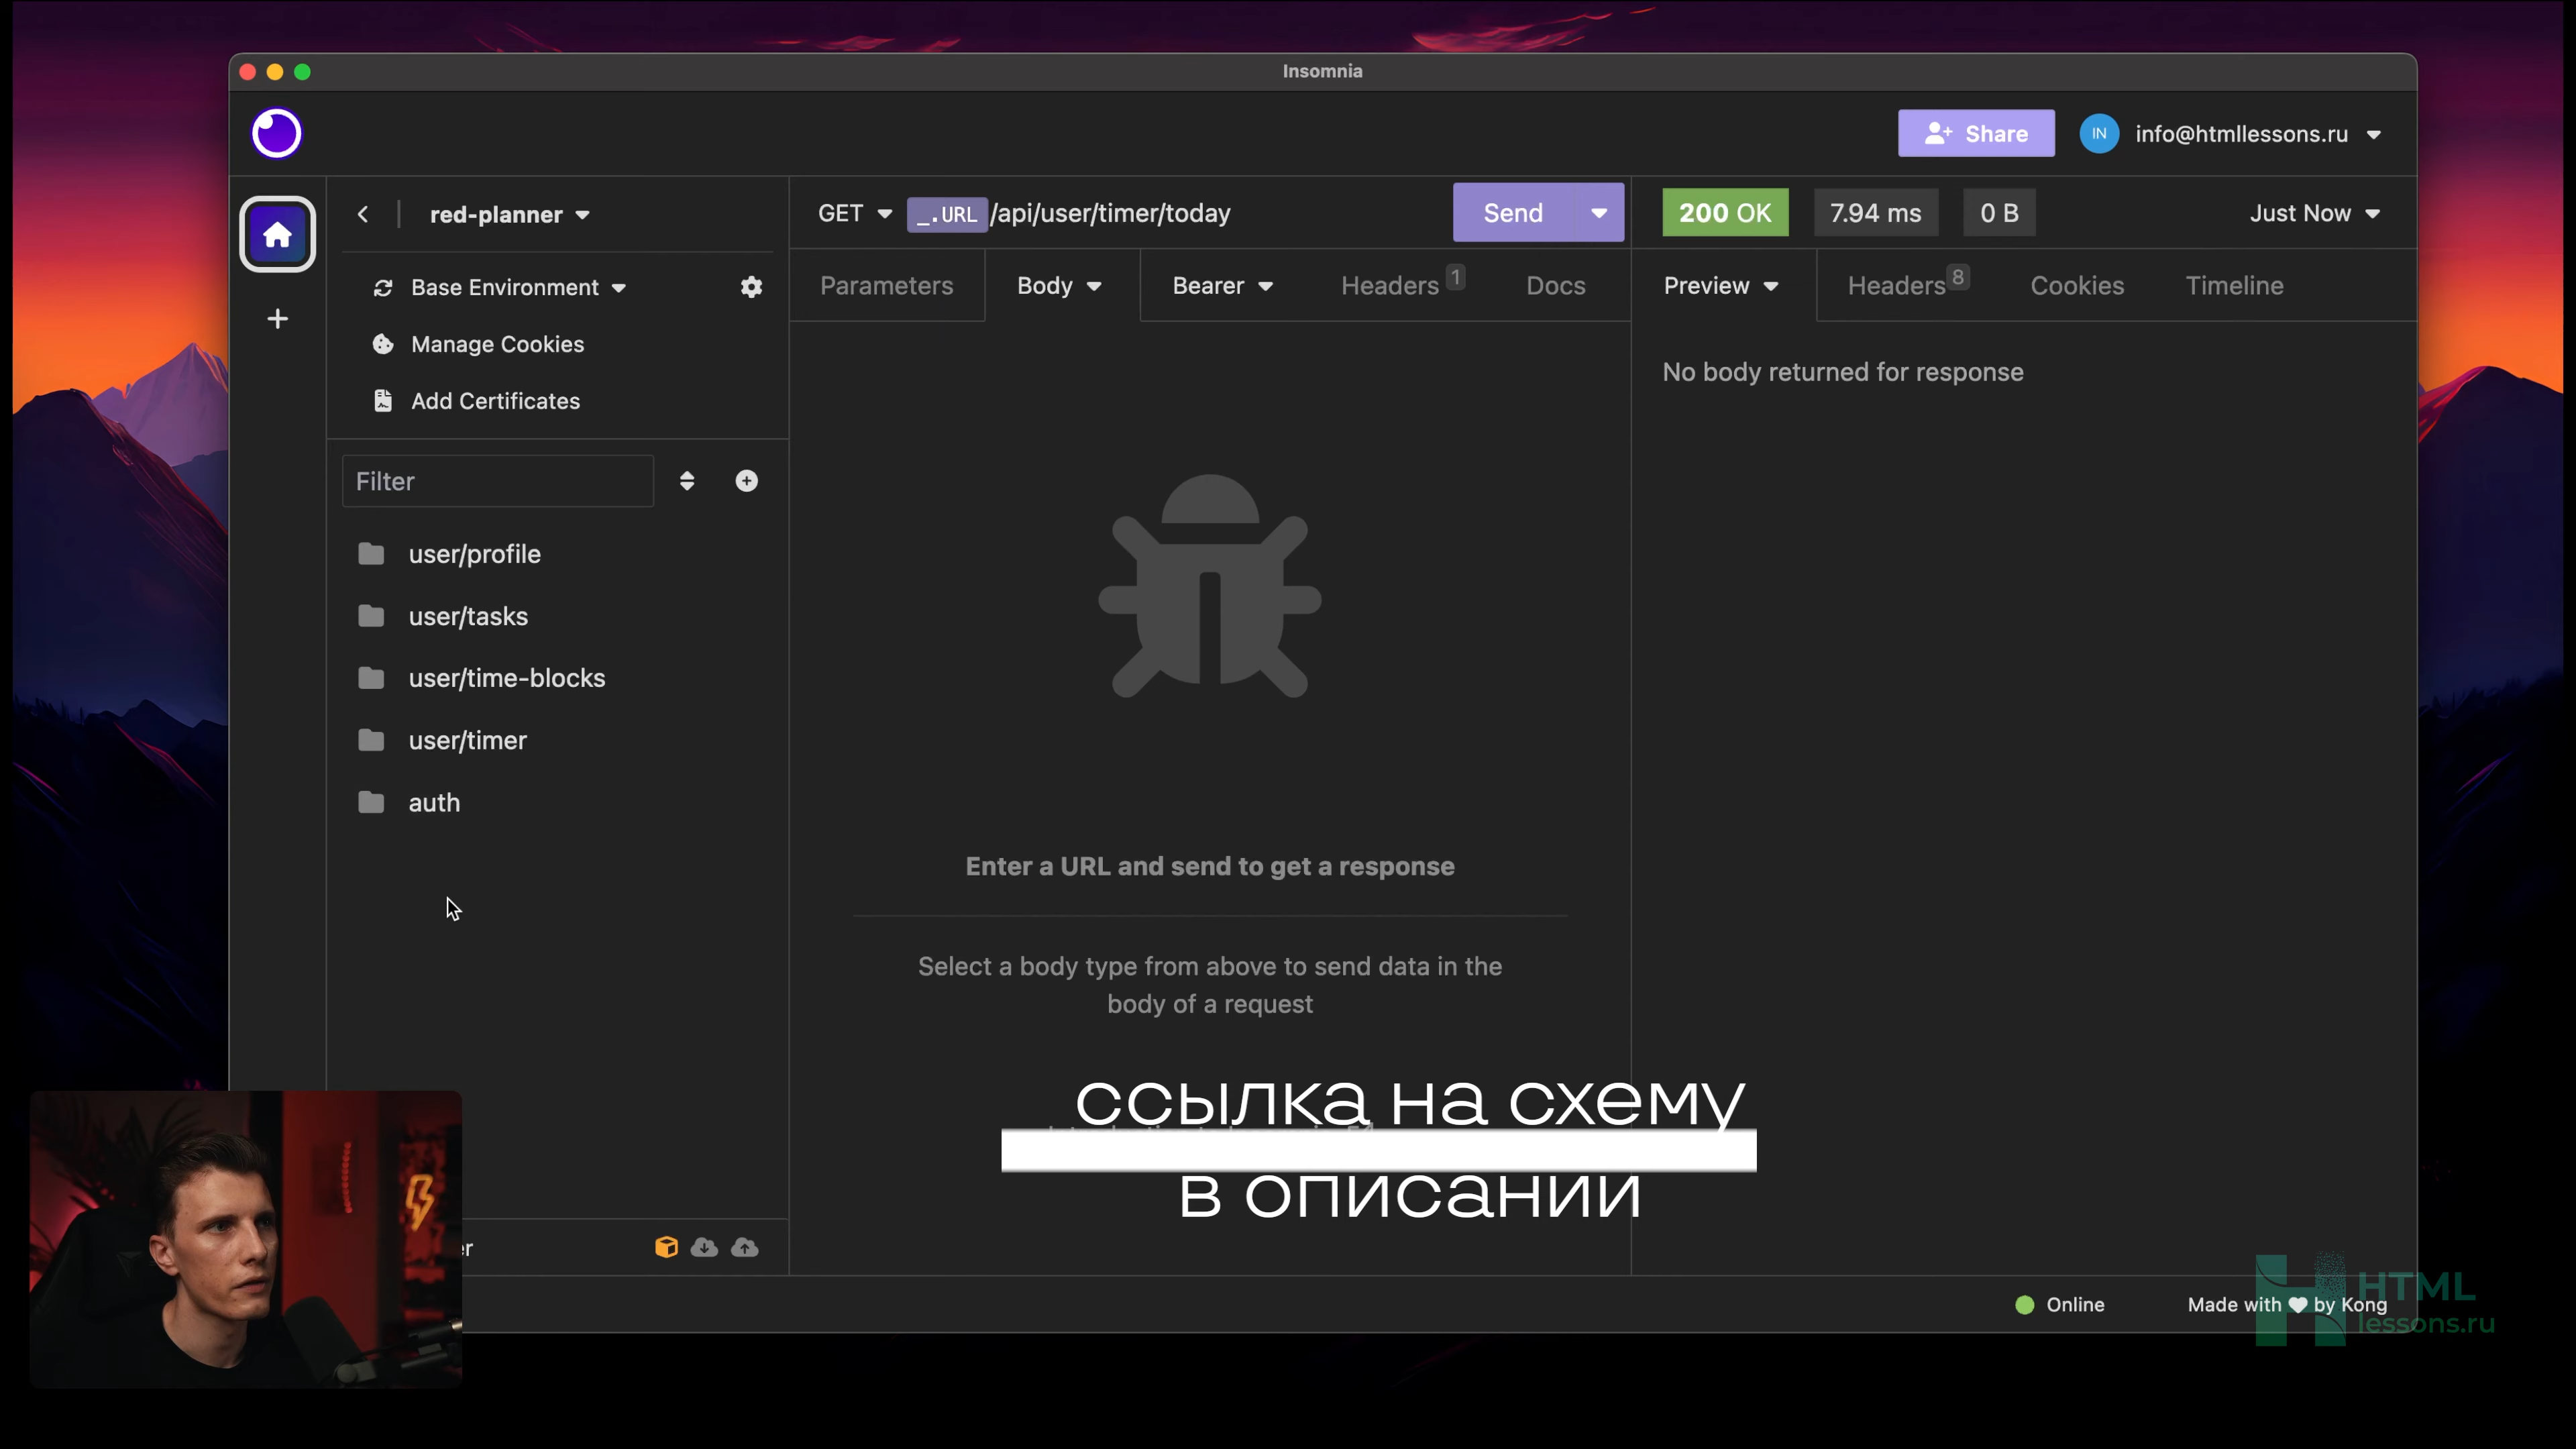 Insomnia
Share
IN
info@htmllessons.ru
red-planner
GET _.URL/api/user/timer/today
Send
200 OK
7.94 ms
0 B
Just Now
Base Environment
Manage Cookies
Add Certificates
Parameters
Body
Bearer
Headers 1
Docs
Preview
Headers 8
Cookies
Timeline
No body returned for response
Filter
user/profile
user/tasks
user/time-blocks
user/timer
auth
Enter a URL and send to get a response
Select a body type from above to send data in the
body of a request
ссылка на схему
в описании
er
Online
Made with ♥ by Kong
HTML
lessons.ru